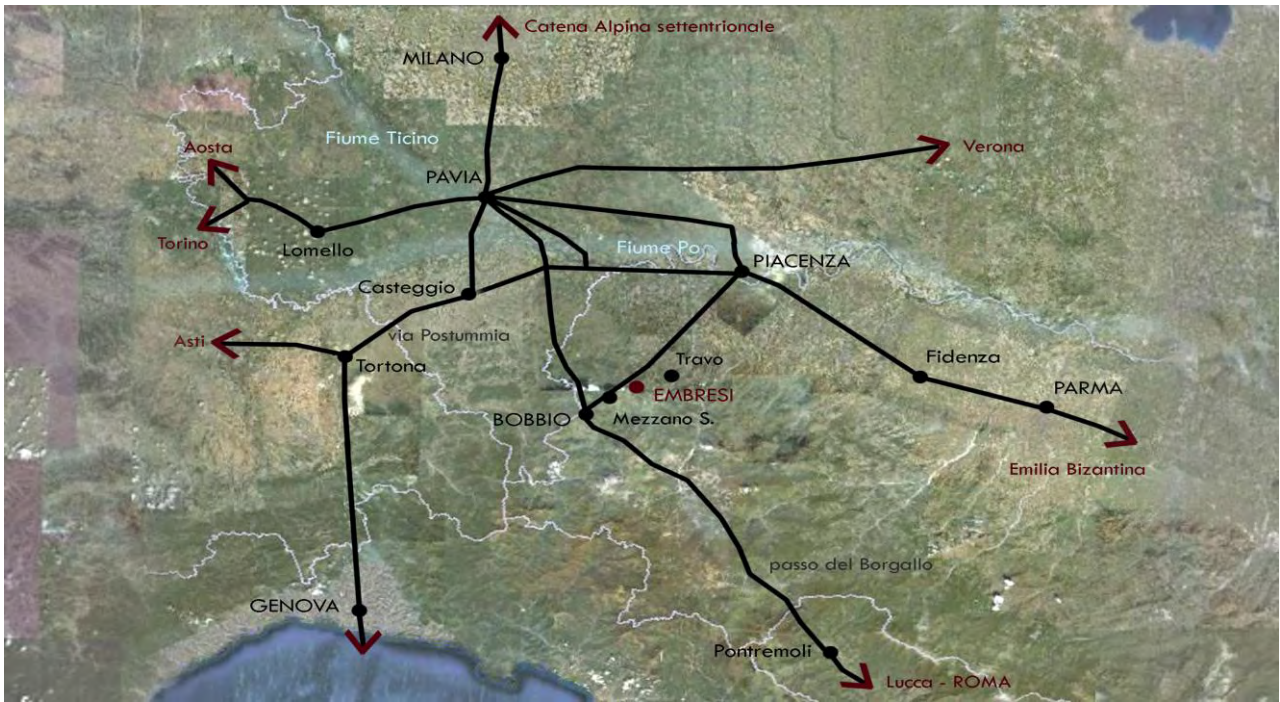 Catena Alpina settentrionale
MILANO
Fiume Ticino
Aosta
Verona
PAVIA
Torino
Lomello
Fiume Po
PIACENZA
Casteggio
via Postummia
Asti
Tortona
Travo
Fidenza
EMBRESI
PARMA
BOBBIO
Mezzano S.
Emilia Bizantina
passo del Borgallo
GENOVA
Pontremoli
Lucca - ROMA